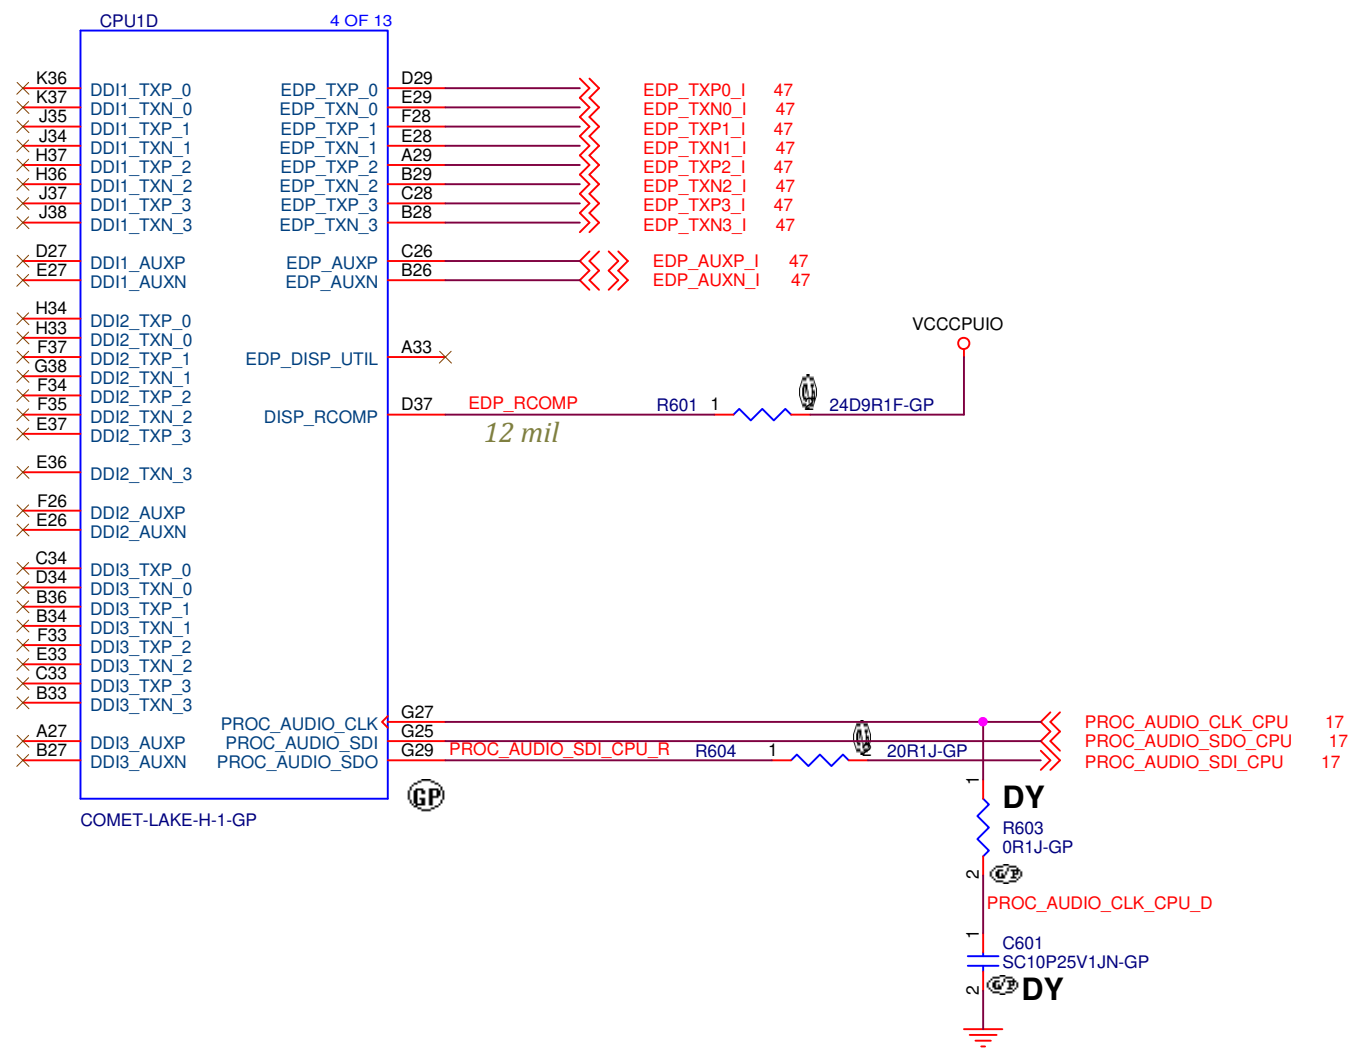 CPU1D 4 OF 13
K36 DDI1_TXP_0 EDP_TXP_0 D29 EDP_TXP0_I 47
K37 DDI1_TXN_0 EDP_TXN_0 E29 EDP_TXN0_I 47
J35 DDI1_TXP_1 EDP_TXP_1 F28 EDP_TXP1_I 47
J34 DDI1_TXN_1 EDP_TXN_1 E28 EDP_TXN1_I 47
H37 DDI1_TXP_2 EDP_TXP_2 A29 EDP_TXP2_I 47
H36 DDI1_TXN_2 EDP_TXN_2 B29 EDP_TXN2_I 47
J37 DDI1_TXP_3 EDP_TXP_3 C28 EDP_TXP3_I 47
J38 DDI1_TXN_3 EDP_TXN_3 B28 EDP_TXN3_I 47
D27 DDI1_AUXP EDP_AUXP C26 EDP_AUXP_I 47
E27 DDI1_AUXN EDP_AUXN B26 EDP_AUXN_I 47
H34 DDI2_TXP_0
VCCCPUIO
H33 DDI2_TXN_0
F37 DDI2_TXP_1 EDP_DISP_UTIL A33
G38 DDI2_TXN_1
F34 DDI2_TXP_2
F35 DDI2_TXN_2 DISP_RCOMP D37 EDP_RCOMP R601 1 2 24D9R1F-GP
E37 DDI2_TXP_3 12 mil
E36 DDI2_TXN_3
F26 DDI2_AUXP
E26 DDI2_AUXN
C34 DDI3_TXP_0
D34 DDI3_TXN_0
B36 DDI3_TXP_1
B34 DDI3_TXN_1
F33 DDI3_TXP_2
E33 DDI3_TXN_2
C33 DDI3_TXP_3
B33 DDI3_TXN_3
PROC_AUDIO_CLK G27 PROC_AUDIO_CLK_CPU 17
A27 DDI3_AUXP PROC_AUDIO_SDI G25 PROC_AUDIO_SDO_CPU 17
B27 DDI3_AUXN PROC_AUDIO_SDO G29 PROC_AUDIO_SDI_CPU_R R604 1 2 20R1J-GP PROC_AUDIO_SDI_CPU 17
GP
COMET-LAKE-H-1-GP
1 DY
R603
0R1J-GP
2 G/P
PROC_AUDIO_CLK_CPU_D
1 C601
SC10P25V1JN-GP
2 G/P DY